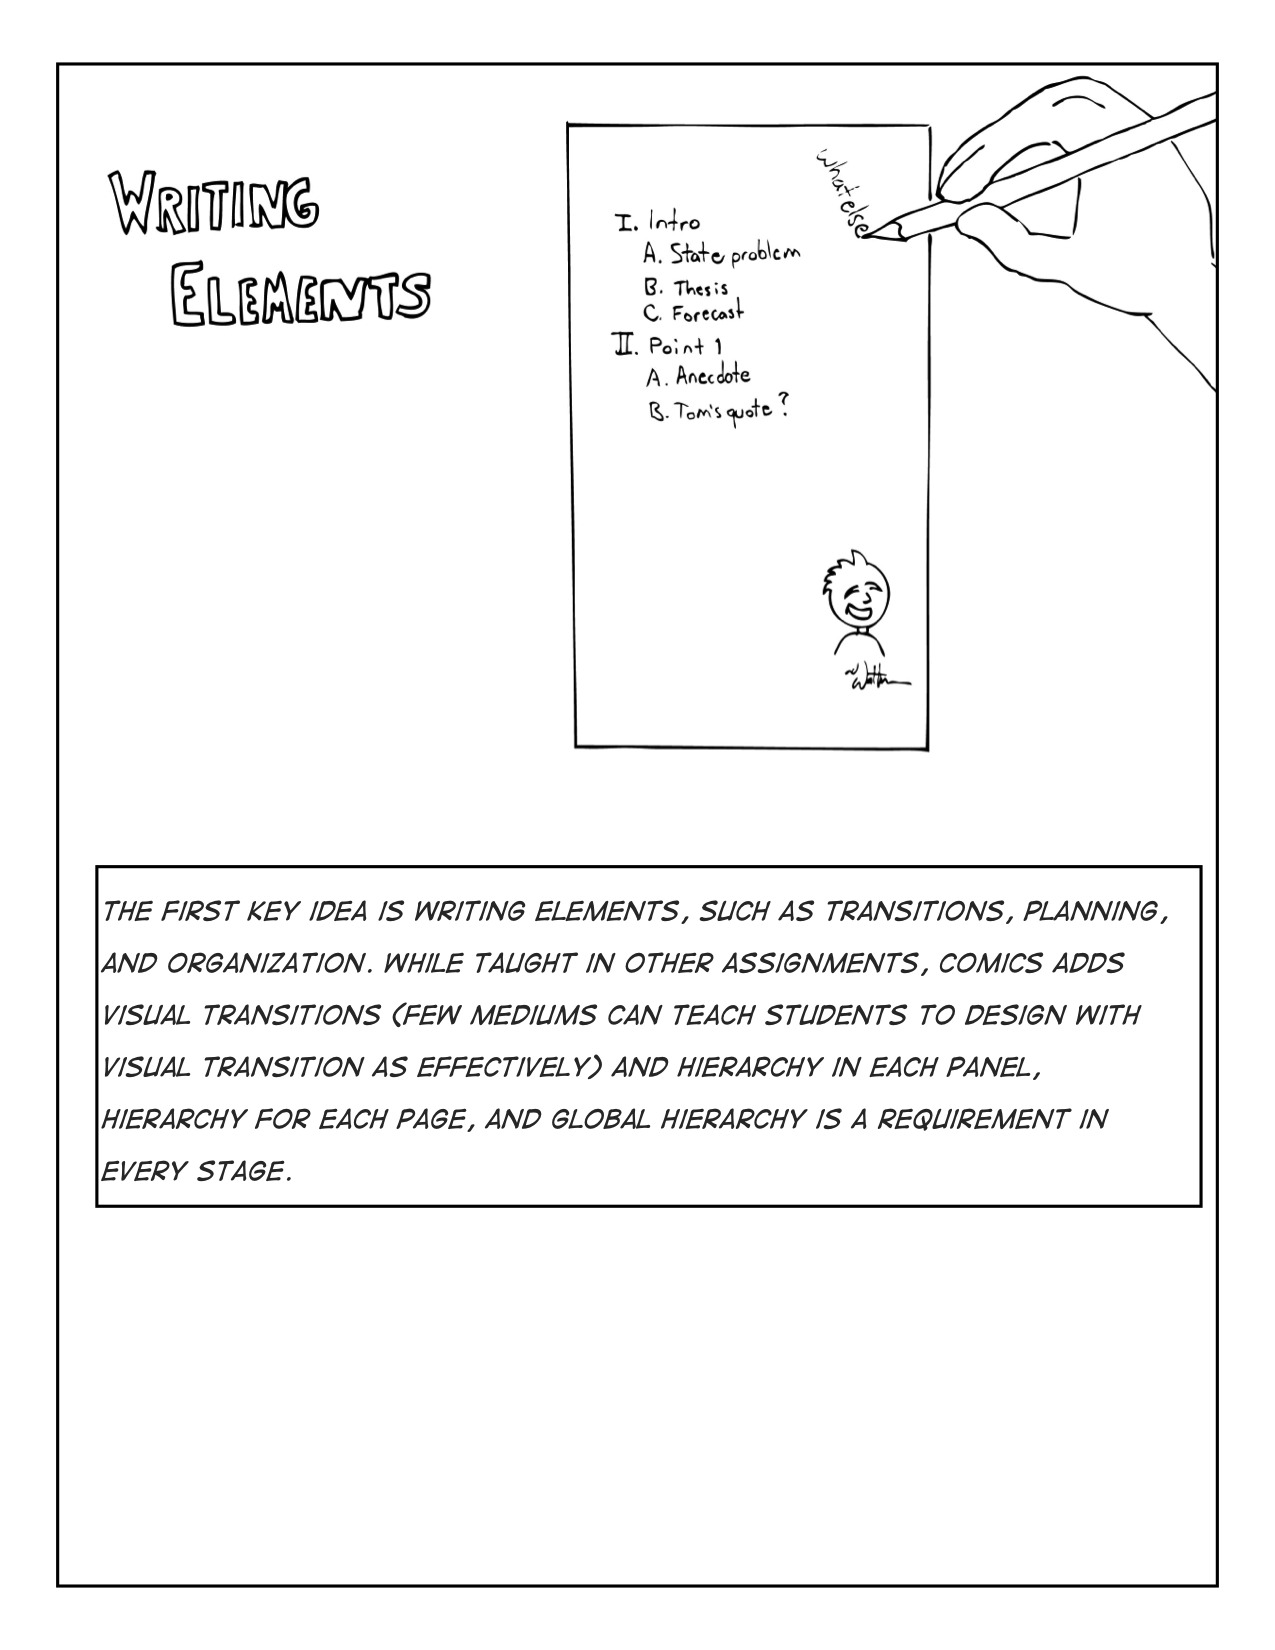 WRITING
ELEMENTS
what else
I. Intro
A. State problem
B. Thesis
C. Forecast
II. Point 1
A. Anecdote
B. Tom's quote?
THE FIRST KEY IDEA IS WRITING ELEMENTS, SUCH AS TRANSITIONS, PLANNING,
AND ORGANIZATION. WHILE TAUGHT IN OTHER ASSIGNMENTS, COMICS ADDS
VISUAL TRANSITIONS (FEW MEDIUMS CAN TEACH STUDENTS TO DESIGN WITH
VISUAL TRANSITION AS EFFECTIVELY) AND HIERARCHY IN EACH PANEL,
HIERARCHY FOR EACH PAGE, AND GLOBAL HIERARCHY IS A REQUIREMENT IN
EVERY STAGE.